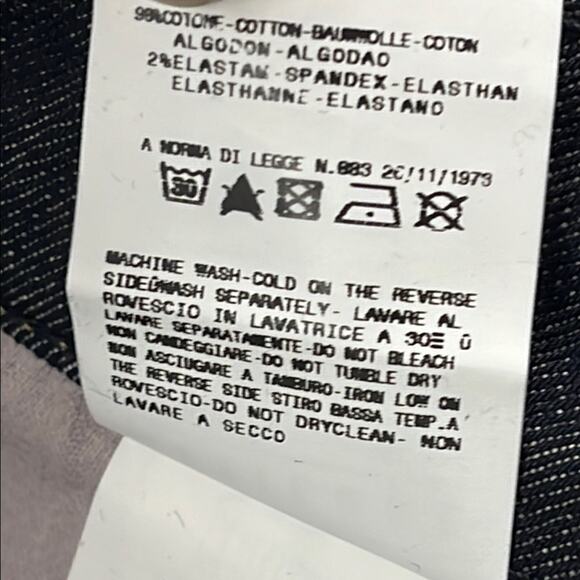 98%COTONE-COTTON-BAUMWOLLE-COTON
ALGODON-ALGODAO
2%ELASTAM-SPANDEX-ELASTHAN
ELASTHANNE-ELASTANO
A NORMA DI LEGGE N.883 26/11/1973
30
MACHINE WASH-COLD ON THE REVERSE
SIDEÛWASH SEPARATELY- LAVARE AL
ROVESCIO IN LAVATRICE A 30Ξ Û
LAVARE SEPARATAMENTE-DO NOT BLEACH
NON CANDEGGIARE-DO NOT TUMBLE DRY
NON ASCIUGARE A TAMBURO-IRON LOW ON
THE REVERSE SIDE STIRO BASSA TEMP.A
ROVESCIO-DO NOT DRYCLEAN- NON
LAVARE A SECCO